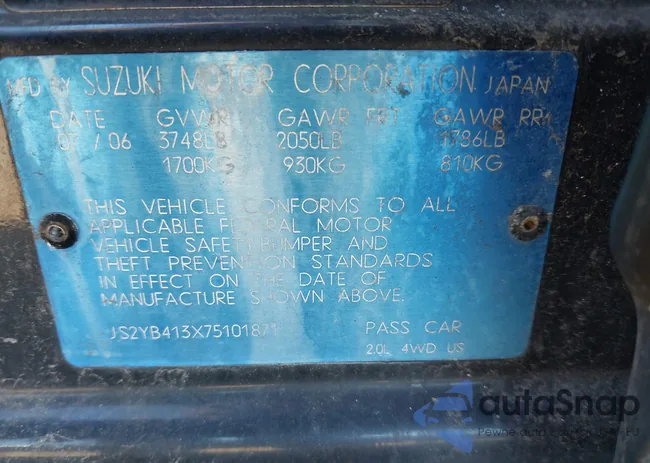 MFD BY SUZUKI MOTOR CORPORATION JAPAN
DATE GVWR GAWR FRT GAWR RR
/ 06 3748LB 2050LB 1786LB
1700KG 930KG 810KG
THIS VEHICLE CONFORMS TO ALL
APPLICABLE FEDERAL MOTOR
VEHICLE SAFETY BUMPER AND
THEFT PREVENTION STANDARDS
IN EFFECT ON THE DATE OF
MANUFACTURE SHOWN ABOVE.
JS2YB413X75101871 PASS CAR
2.0L 4WD US
autoSnap